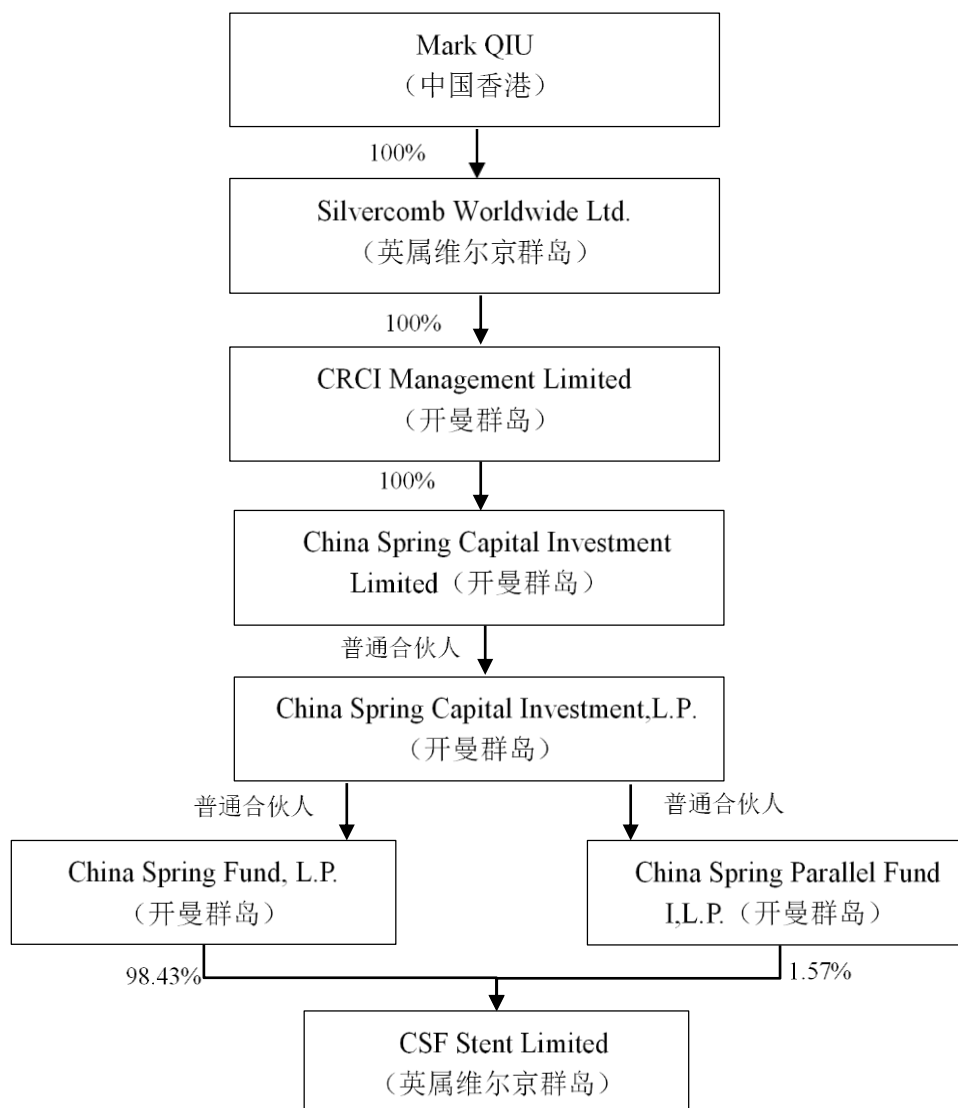 Mark QIU
（中国香港）
100%
Silvercomb Worldwide Ltd.
（英属维尔京群岛）
100%
CRCI Management Limited
（开曼群岛）
100%
China Spring Capital Investment
Limited（开曼群岛）
普通合伙人
China Spring Capital Investment,L.P.
（开曼群岛）
普通合伙人
普通合伙人
China Spring Fund, L.P.
（开曼群岛）
China Spring Parallel Fund
I,L.P.（开曼群岛）
98.43%
1.57%
CSF Stent Limited
（英属维尔京群岛）